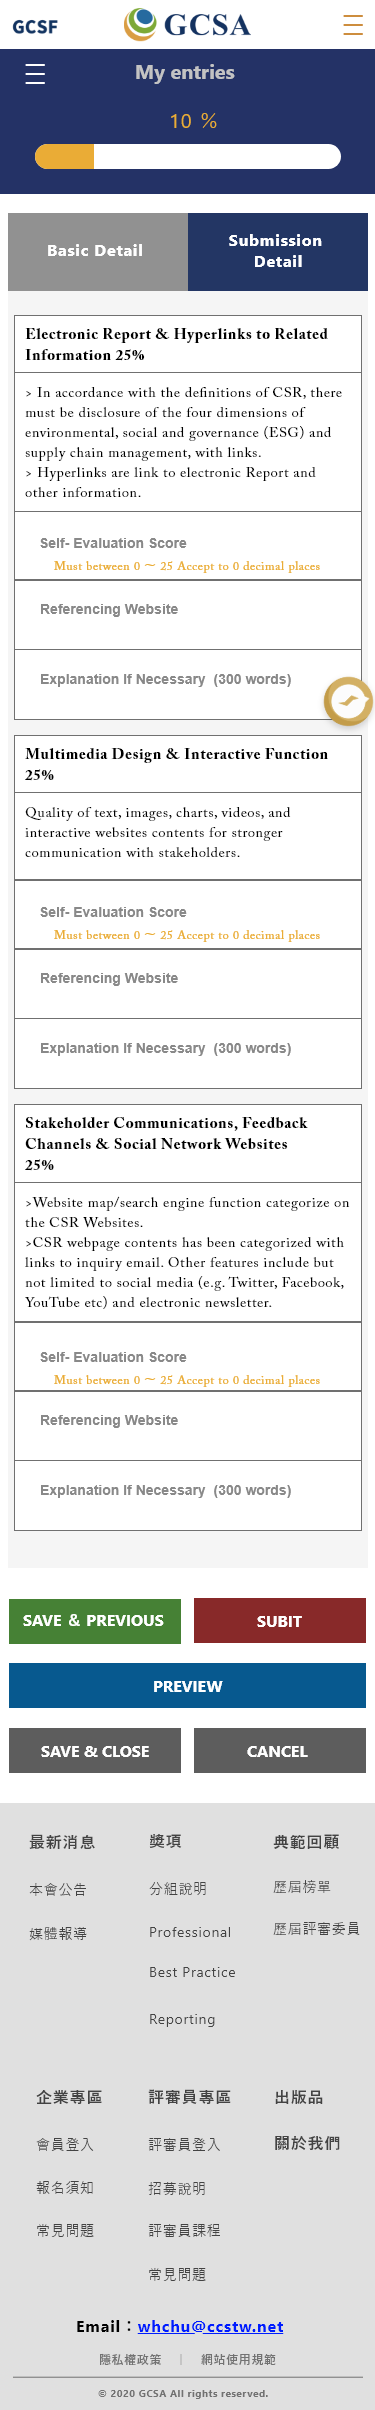 GCSF
GCSA
My entries
10 %
Basic Detail
Submission
Detail
Electronic Report & Hyperlinks to Related
Information 25%
> In accordance with the definitions of CSR, there
must be disclosure of the four dimensions of
environmental, social and governance (ESG) and
supply chain management, with links.
> Hyperlinks are link to electronic Report and
other information.
Self- Evaluation Score
Must between 0 ～ 25 Accept to 0 decimal places
Referencing Website
Explanation If Necessary (300 words)
Multimedia Design & Interactive Function
25%
Quality of text, images, charts, videos, and
interactive websites contents for stronger
communication with stakeholders.
Self- Evaluation Score
Must between 0 ～ 25 Accept to 0 decimal places
Referencing Website
Explanation If Necessary (300 words)
Stakeholder Communications, Feedback
Channels & Social Network Websites
25%
>Website map/search engine function categorize on
the CSR Websites.
>CSR webpage contents has been categorized with
links to inquiry email. Other features include but
not limited to social media (e.g. Twitter, Facebook,
YouTube etc) and electronic newsletter.
Self- Evaluation Score
Must between 0 ～ 25 Accept to 0 decimal places
Referencing Website
Explanation If Necessary (300 words)
SAVE & PREVIOUS
SUBIT
PREVIEW
SAVE & CLOSE
CANCEL
最新消息
本會公告
媒體報導
獎項
分組說明
Professional
Best Practice
Reporting
典範回顧
歷屆榜單
歷屆評審委員
企業專區
會員登入
報名須知
常見問題
評審員專區
評審員登入
招募說明
評審員課程
常見問題
出版品
關於我們
Email：whchu@ccstw.net
隱私權政策 | 網站使用規範
© 2020 GCSA All rights reserved.